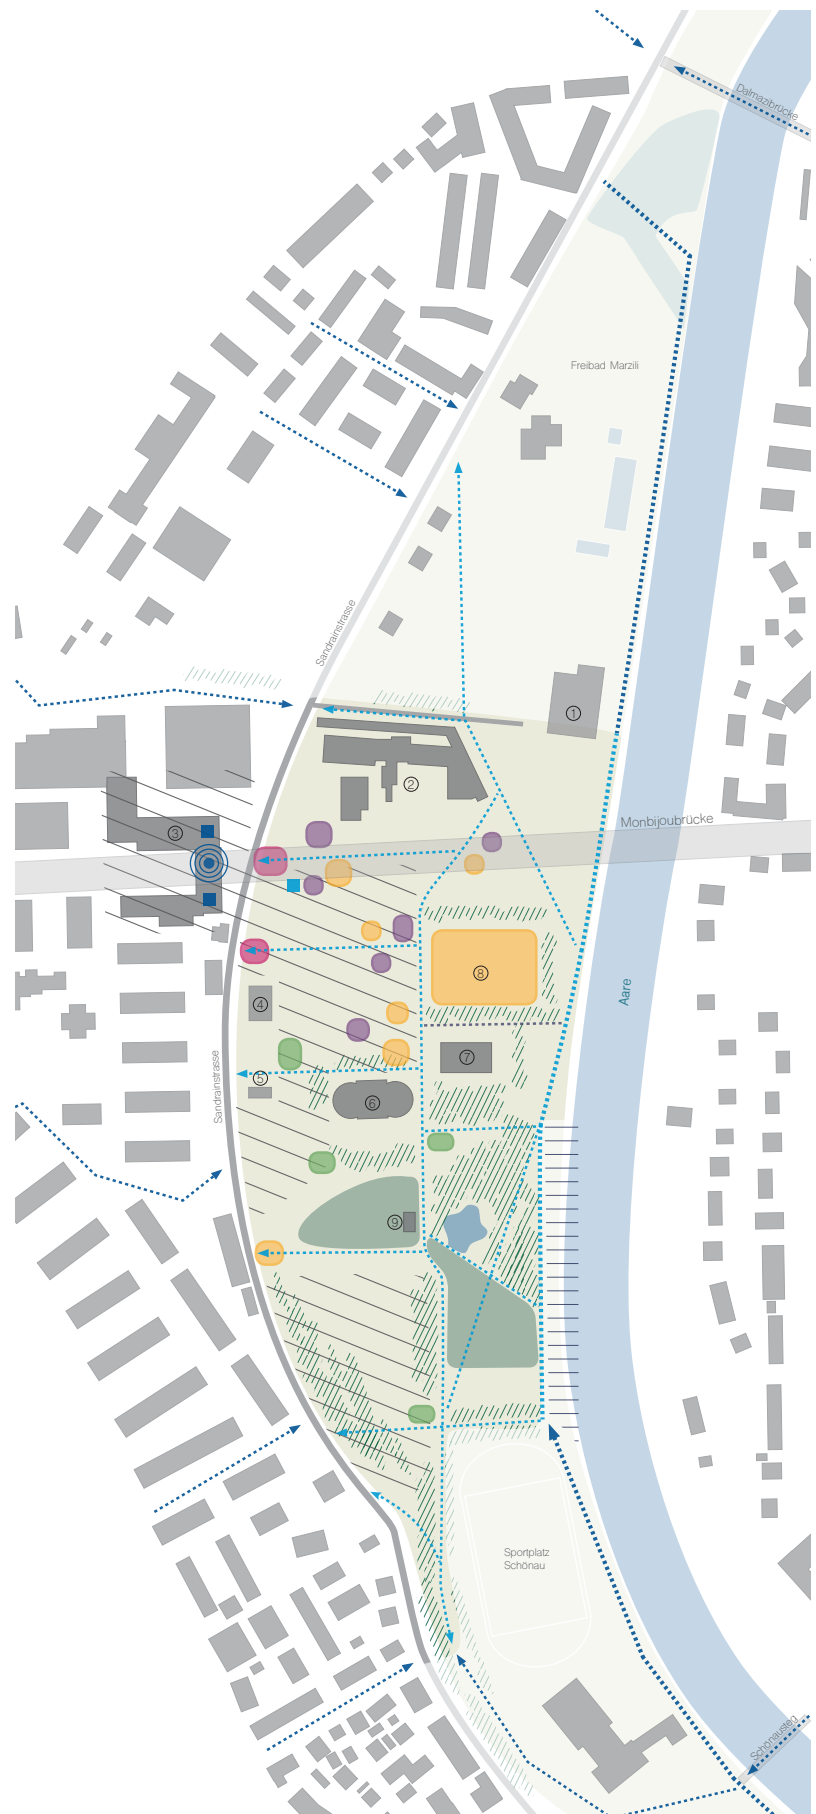 Dalmazibrücke
Freibad Marzili
Sandrainstrasse
①
②
Monbijoubrücke
③
⑧
Aare
④
⑦
Sandrainstrasse
⑤
⑥
⑨
Sportplatz
Schönau
Schönausteg